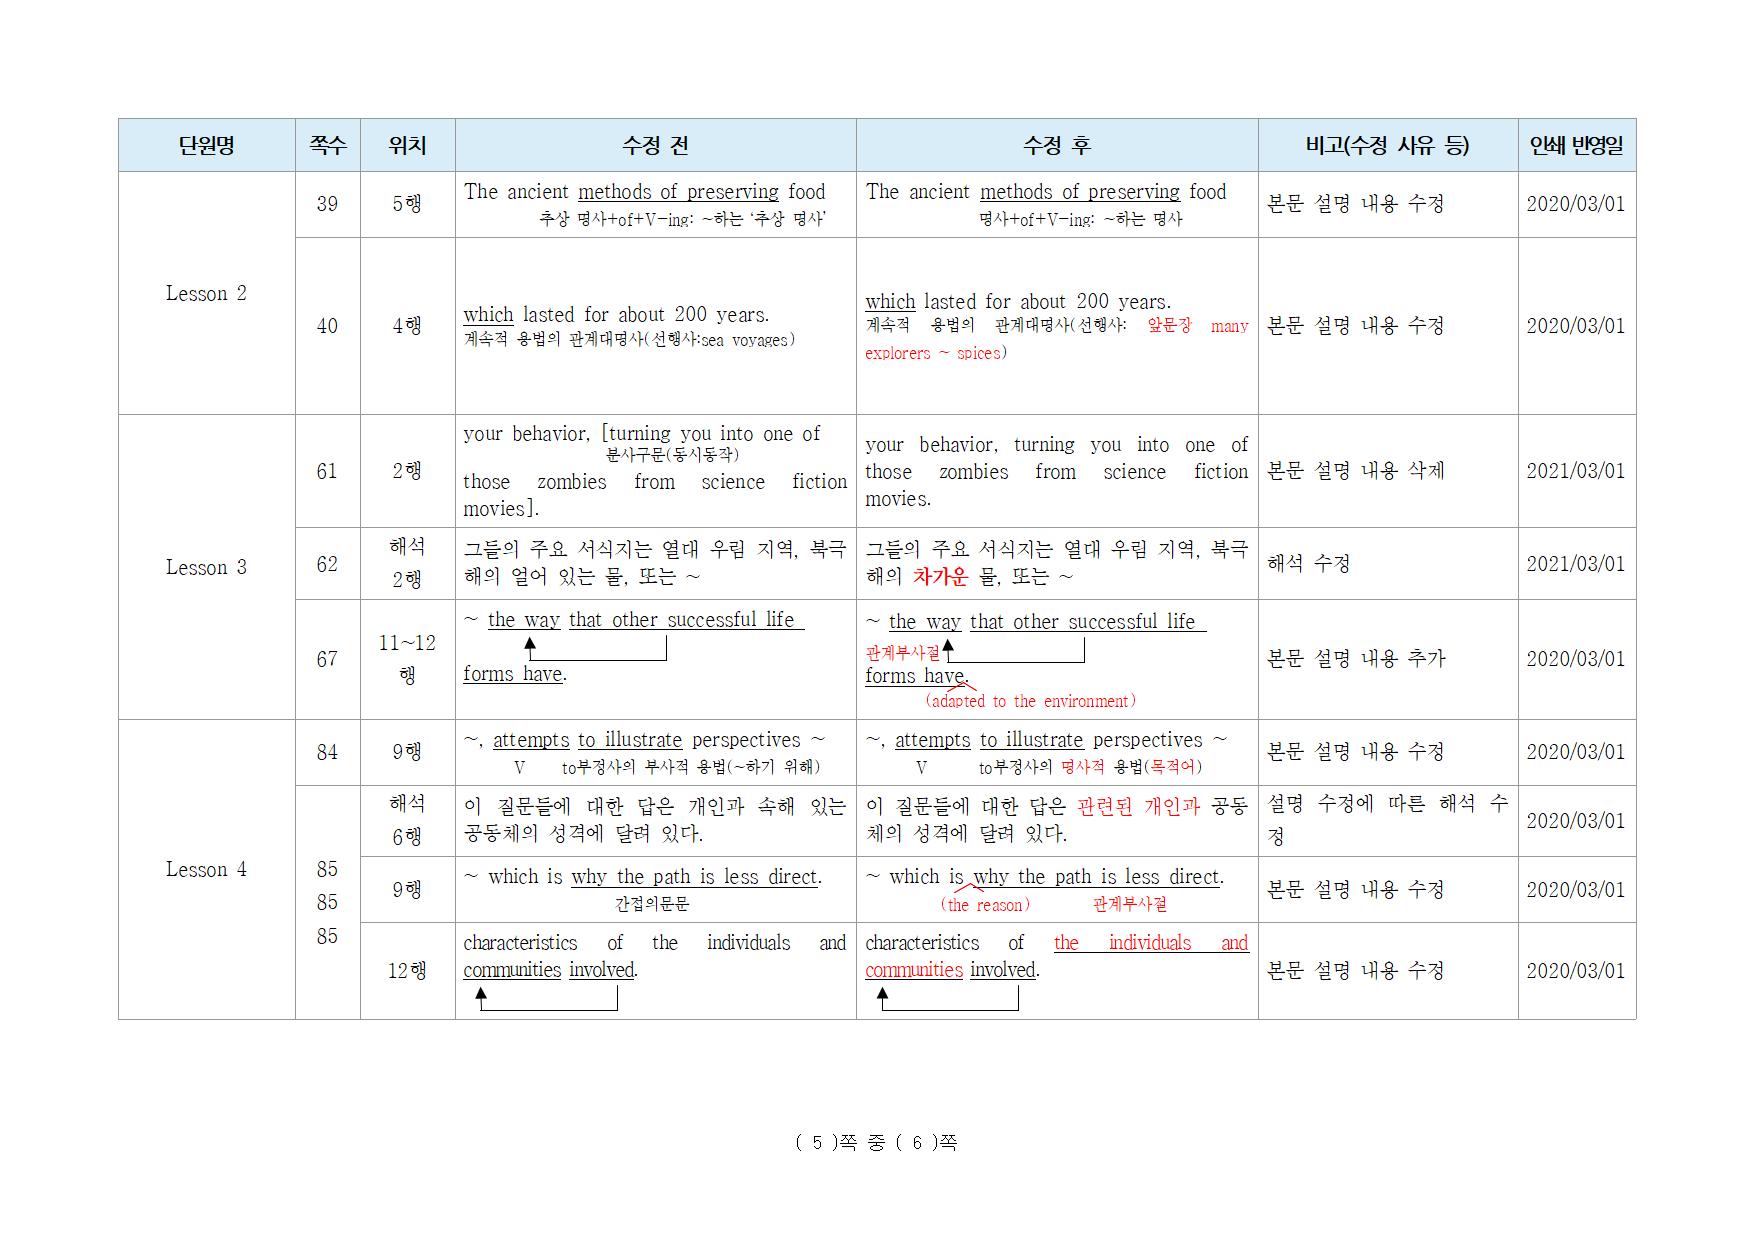 단원명 쪽수 위치 수정 전 수정 후 비고(수정 사유 등) 인쇄 반영일
Lesson 2
39
5행
The ancient methods of preserving food
추상 명사+of+V-ing: ~하는 ‘추상 명사’
The ancient methods of preserving food
명사+of+V-ing: ~하는 명사
본문 설명 내용 수정
2020/03/01
40
4행
which lasted for about 200 years.
계속적 용법의 관계대명사(선행사:sea voyages)
which lasted for about 200 years.
계속적 용법의 관계대명사(선행사: 앞문장 many
explorers ~ spices)
본문 설명 내용 수정
2020/03/01
Lesson 3
61
2행
your behavior, [turning you into one of
분사구문(동시동작)
those zombies from science fiction
movies].
your behavior, turning you into one of
those zombies from science fiction
movies.
본문 설명 내용 삭제
2021/03/01
62
해석
2행
그들의 주요 서식지는 열대 우림 지역, 북극
해의 얼어 있는 물, 또는 ~
그들의 주요 서식지는 열대 우림 지역, 북극
해의 차가운 물, 또는 ~
해석 수정
2021/03/01
67
11~12
행
~ the way that other successful life
forms have.
~ the way that other successful life
관계부사절
forms have.
(adapted to the environment)
본문 설명 내용 추가
2020/03/01
Lesson 4
84
9행
~, attempts to illustrate perspectives ~
V to부정사의 부사적 용법(~하기 위해)
~, attempts to illustrate perspectives ~
V to부정사의 명사적 용법(목적어)
본문 설명 내용 수정
2020/03/01
85
85
85
해석
6행
이 질문들에 대한 답은 개인과 속해 있는
공동체의 성격에 달려 있다.
이 질문들에 대한 답은 관련된 개인과 공동
체의 성격에 달려 있다.
설명 수정에 따른 해석 수
정
2020/03/01
9행
~ which is why the path is less direct.
간접의문문
~ which is why the path is less direct.
(the reason) 관계부사절
본문 설명 내용 수정
2020/03/01
12행
characteristics of the individuals and
communities involved.
characteristics of the individuals and
communities involved.
본문 설명 내용 수정
2020/03/01
( 5 )쪽 중 ( 6 )쪽